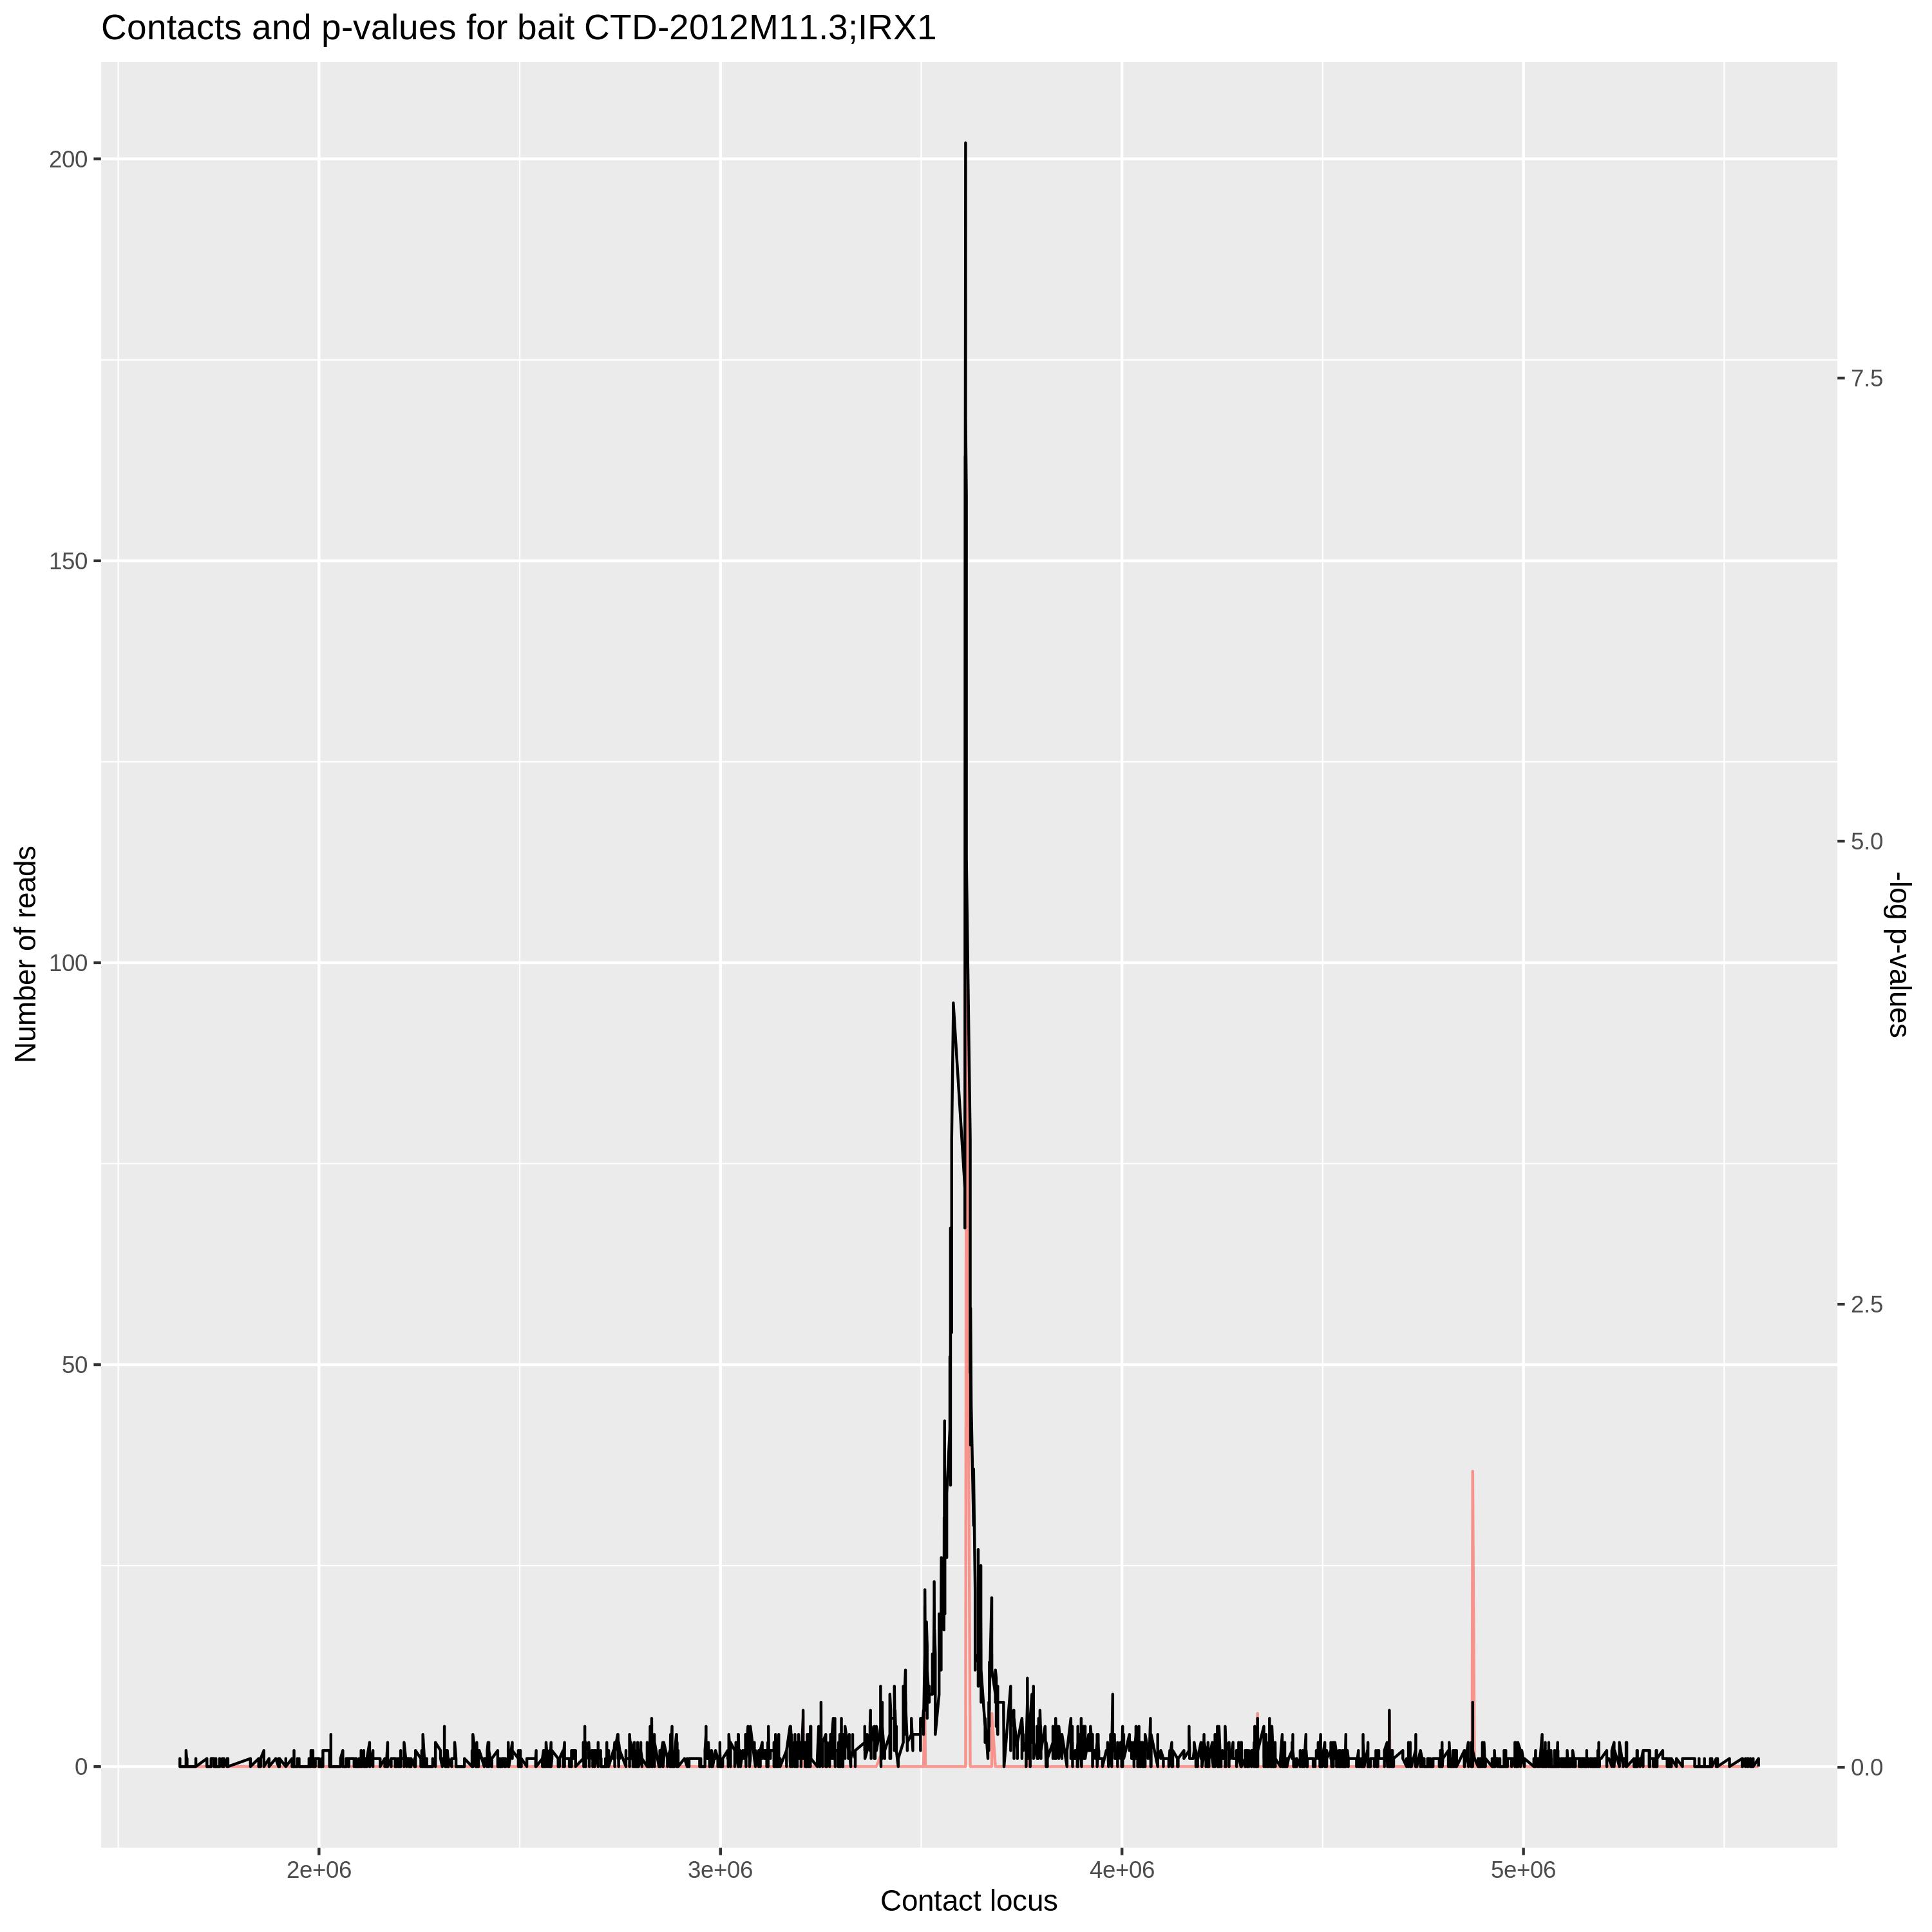 Contacts and p-values for bait CTD-2012M11.3;IRX1
Number of reads
200
150
100
50
0
7.5
5.0
2.5
0.0
-log p-values
2e+06
3e+06
4e+06
5e+06
Contact locus